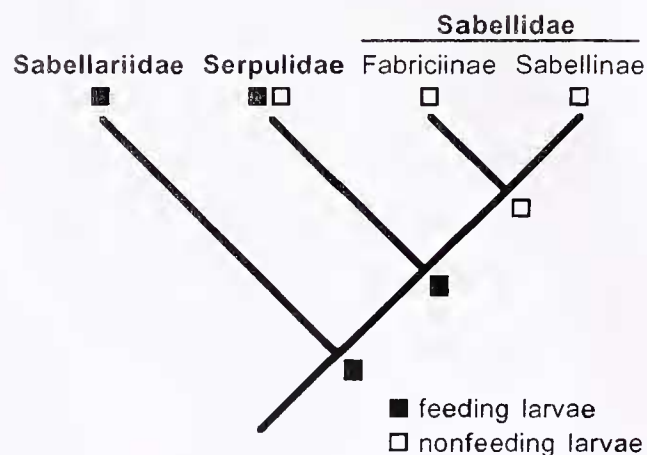 Sabellidae
Sabellariidae Serpulidae Fabriciinae Sabellinae
feeding larvae
nonfeeding larvae